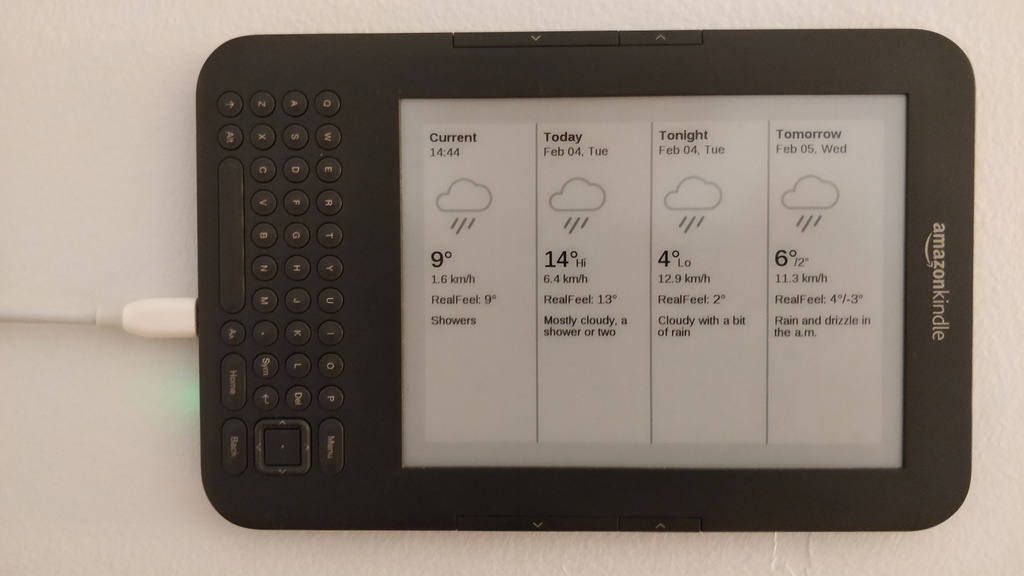 Current
14:44
9°
1.6 km/h
RealFeel: 9°
Showers
Today
Feb 04, Tue
14°Hi
6.4 km/h
RealFeel: 13°
Mostly cloudy, a
shower or two
Tonight
Feb 04, Tue
4°Lo
12.9 km/h
RealFeel: 2°
Cloudy with a bit
of rain
Tomorrow
Feb 05, Wed
6°/2°
11.3 km/h
RealFeel: 4°/-3°
Rain and drizzle in
the a.m.
amazonkindle
Q W E R T Y U I O P
A S D F G H J K L Del
Alt Z X C V B N M . Sym
Aa
Home
Menu
Back